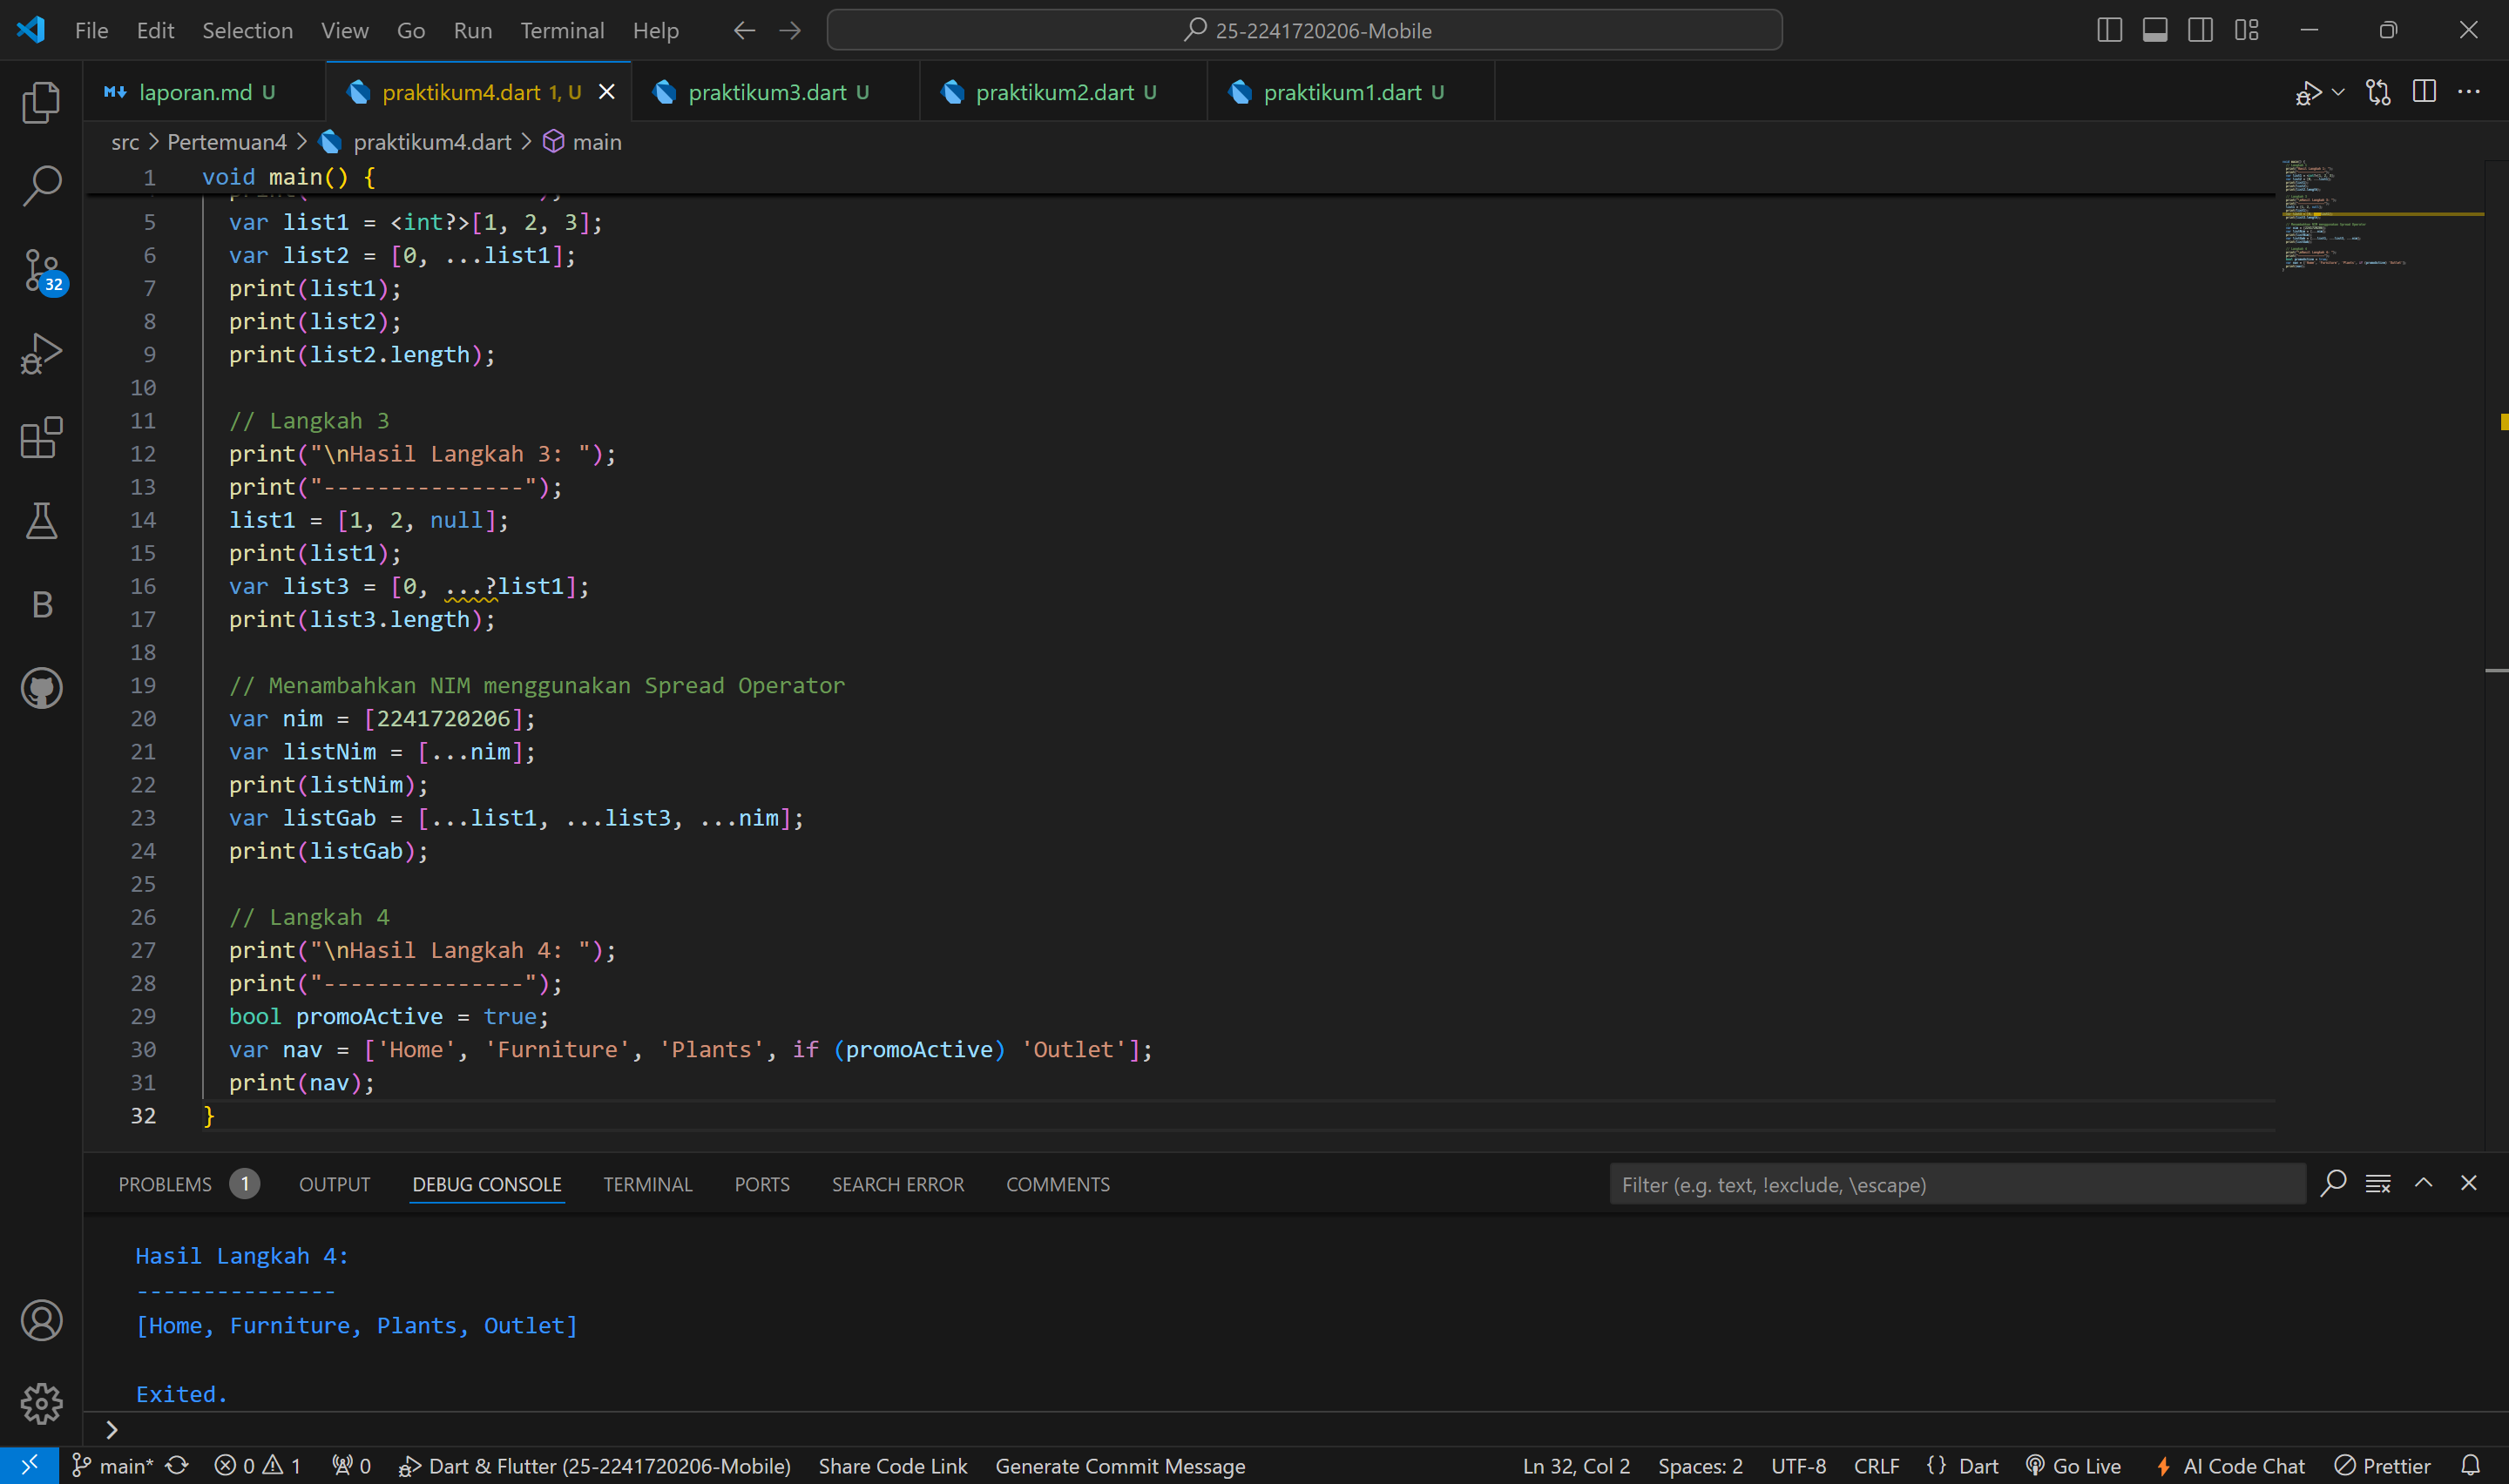 File Edit Selection View Go Run Terminal Help 25-2241720206-Mobile
laporan.md U praktikum4.dart 1, U praktikum3.dart U praktikum2.dart U praktikum1.dart U
src > Pertemuan4 > praktikum4.dart > main
1 void main() {
5 var list1 = <int?>[1, 2, 3];
6 var list2 = [0, ...list1];
7 print(list1);
8 print(list2);
9 print(list2.length);
10
11 // Langkah 3
12 print("\nHasil Langkah 3: ");
13 print("---------------");
14 list1 = [1, 2, null];
15 print(list1);
16 var list3 = [0, ...?list1];
17 print(list3.length);
18
19 // Menambahkan NIM menggunakan Spread Operator
20 var nim = [2241720206];
21 var listNim = [...nim];
22 print(listNim);
23 var listGab = [...list1, ...list3, ...nim];
24 print(listGab);
25
26 // Langkah 4
27 print("\nHasil Langkah 4: ");
28 print("---------------");
29 bool promoActive = true;
30 var nav = ['Home', 'Furniture', 'Plants', if (promoActive) 'Outlet'];
31 print(nav);
32 }
32
B
PROBLEMS 1 OUTPUT DEBUG CONSOLE TERMINAL PORTS SEARCH ERROR COMMENTS Filter (e.g. text, !exclude, \escape)
Hasil Langkah 4:
---------------
[Home, Furniture, Plants, Outlet]
Exited.
main* 0 1 0 Dart & Flutter (25-2241720206-Mobile) Share Code Link Generate Commit Message Ln 32, Col 2 Spaces: 2 UTF-8 CRLF {} Dart Go Live AI Code Chat Prettier